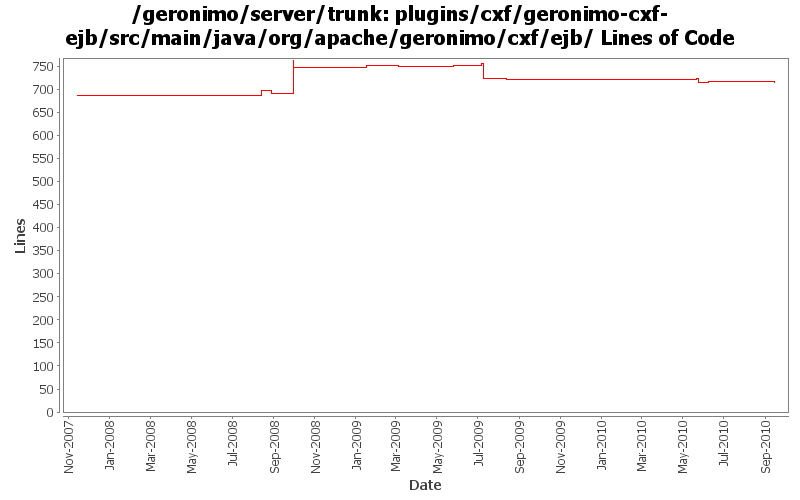 /geronimo/server/trunk: plugins/cxf/geronimo-cxf-
ejb/src/main/java/org/apache/geronimo/cxf/ejb/ Lines of Code
750
700
650
600
550
500
450
400
350
300
250
200
150
100
50
0
Lines
Nov-2007
Jan-2008
Mar-2008
May-2008
Jul-2008
Sep-2008
Nov-2008
Jan-2009
Mar-2009
May-2009
Jul-2009
Sep-2009
Nov-2009
Jan-2010
Mar-2010
May-2010
Jul-2010
Sep-2010
Date